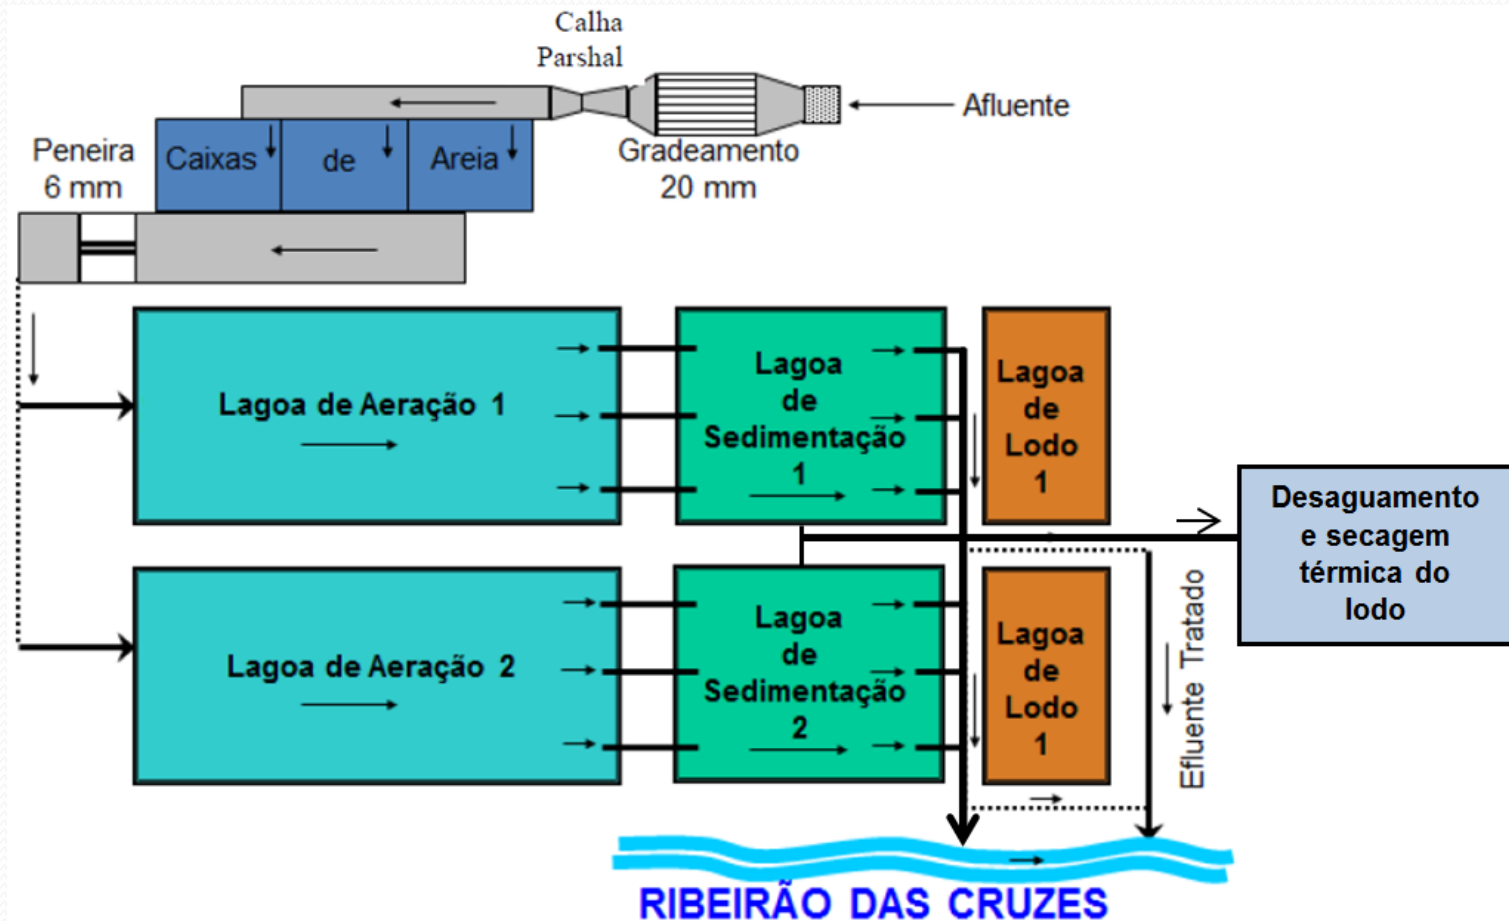 Calha
Parshal
Afluente
Gradeamento
20 mm
Peneira
6 mm
Caixas de Areia
Lagoa de Aeração 1
Lagoa
de
Sedimentação
1
Lagoa
de
Lodo
1
Desaguamento
e secagem
térmica do
lodo
Lagoa de Aeração 2
Lagoa
de
Sedimentação
2
Lagoa
de
Lodo
1
Efluente Tratado
RIBEIRÃO DAS CRUZES